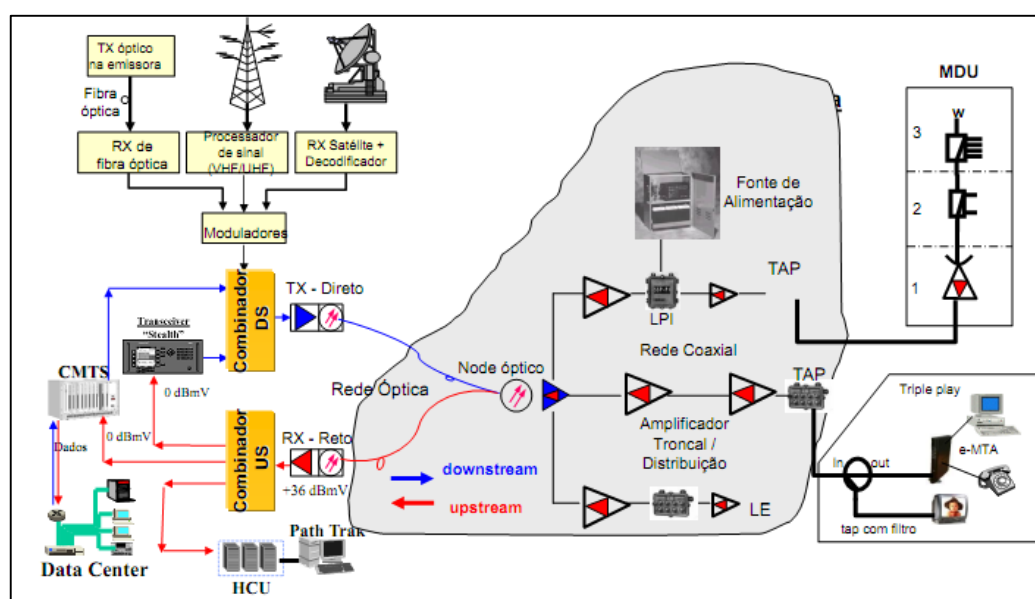 TX óptico
na emissora
Fibra
óptica
RX de
fibra óptica
Processador
de sinal
(VHF/UHF)
RX Satélite +
Decodificador
Moduladores
Combinador
DS
TX - Direto
Transceiver
"Stealth"
CMTS
0 dBmV
0 dBmV
Dados
Combinador
US
RX - Reto
+36 dBmV
Data Center
HCU
Path Trak
Rede Óptica
Node óptico
downstream
upstream
Fonte de
Alimentação
LPI
TAP
Rede Coaxial
Amplificador
Troncal /
Distribuição
TAP
LE
MDU
w
3
2
1
Triple play
e-MTA
In
out
tap com filtro